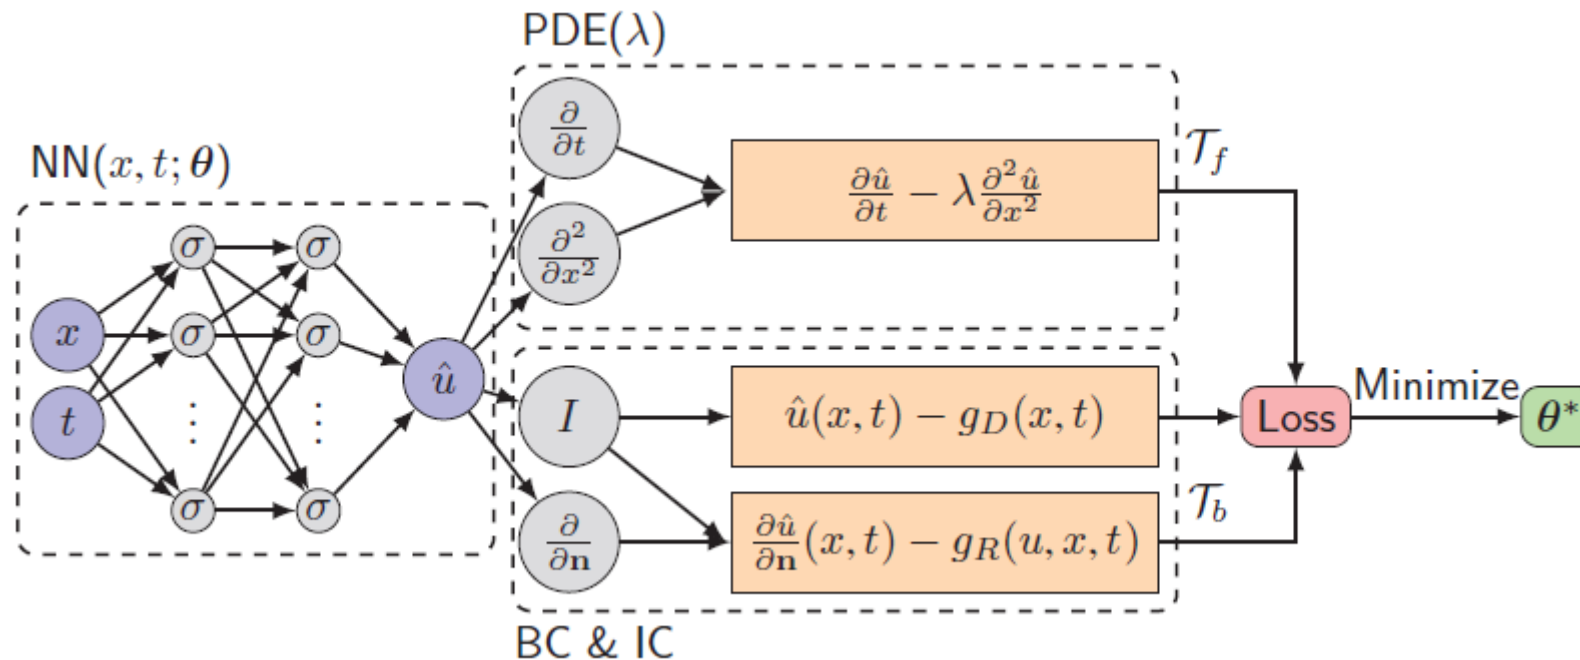 PDE(λ)
NN(x, t; θ)
∂/∂t
∂²/∂x²
∂û/∂t − λ ∂²û/∂x²
𝒯_f
x
t
σ
σ
σ
σ
⋮
⋮
σ
σ
û
I
∂/∂n
û(x, t) − g_D(x, t)
∂û/∂n (x, t) − g_R(u, x, t)
𝒯_b
Loss
Minimize
θ*
BC & IC